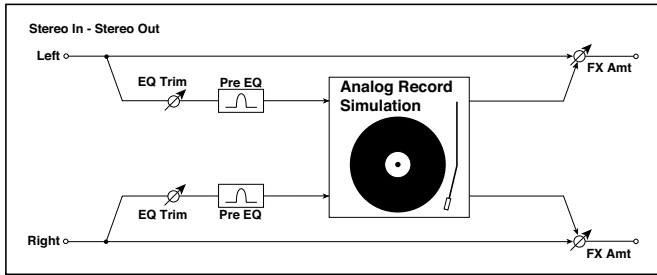 Stereo In - Stereo Out
Left
FX Amt
EQ Trim
Pre EQ
Analog Record
Simulation
EQ Trim
Pre EQ
Right
FX Amt